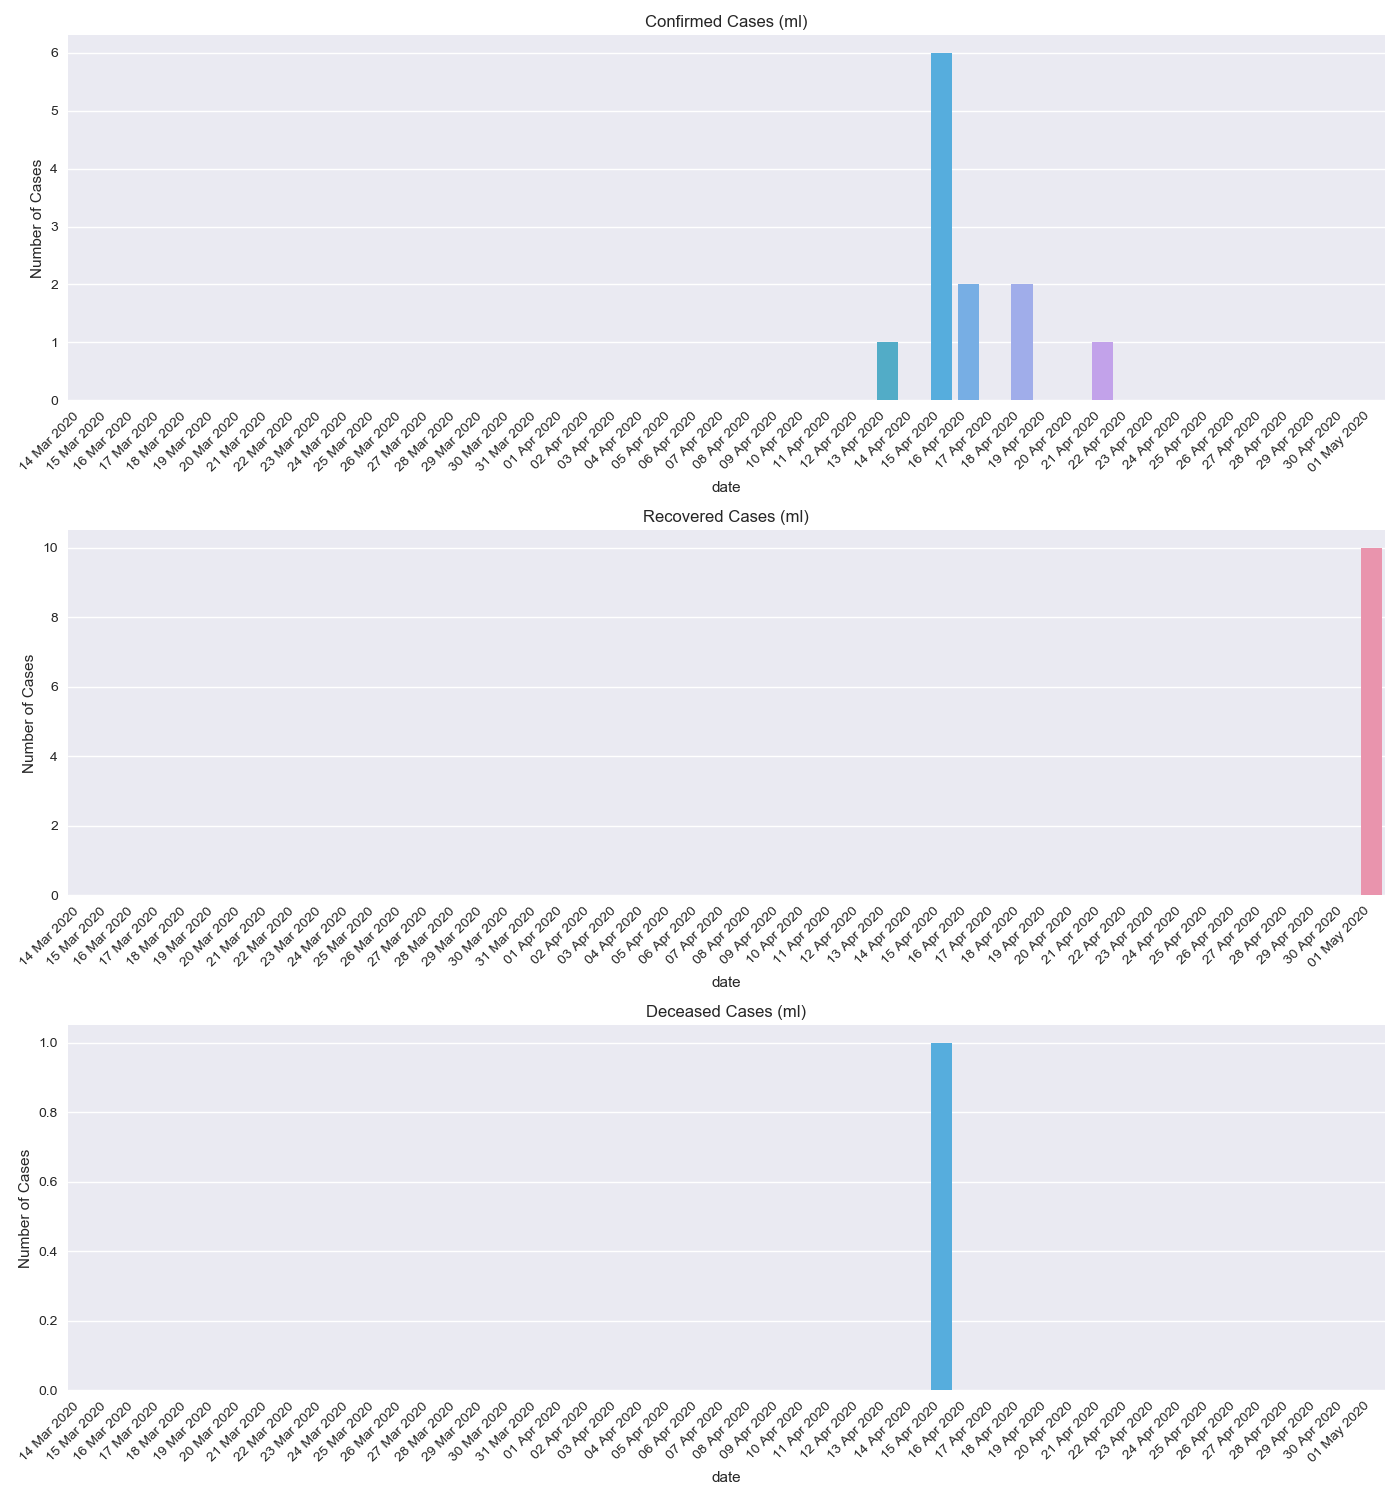 Confirmed Cases (ml)
6
5
4
3
2
1
0
Number of Cases
14 Mar 2020
15 Mar 2020
16 Mar 2020
17 Mar 2020
18 Mar 2020
19 Mar 2020
20 Mar 2020
21 Mar 2020
22 Mar 2020
23 Mar 2020
24 Mar 2020
25 Mar 2020
26 Mar 2020
27 Mar 2020
28 Mar 2020
29 Mar 2020
30 Mar 2020
31 Mar 2020
01 Apr 2020
02 Apr 2020
03 Apr 2020
04 Apr 2020
05 Apr 2020
06 Apr 2020
07 Apr 2020
08 Apr 2020
09 Apr 2020
10 Apr 2020
11 Apr 2020
12 Apr 2020
13 Apr 2020
14 Apr 2020
15 Apr 2020
16 Apr 2020
17 Apr 2020
18 Apr 2020
19 Apr 2020
20 Apr 2020
21 Apr 2020
22 Apr 2020
23 Apr 2020
24 Apr 2020
25 Apr 2020
26 Apr 2020
27 Apr 2020
28 Apr 2020
29 Apr 2020
30 Apr 2020
01 May 2020
date
Recovered Cases (ml)
10
8
6
4
2
0
Number of Cases
14 Mar 2020
15 Mar 2020
16 Mar 2020
17 Mar 2020
18 Mar 2020
19 Mar 2020
20 Mar 2020
21 Mar 2020
22 Mar 2020
23 Mar 2020
24 Mar 2020
25 Mar 2020
26 Mar 2020
27 Mar 2020
28 Mar 2020
29 Mar 2020
30 Mar 2020
31 Mar 2020
01 Apr 2020
02 Apr 2020
03 Apr 2020
04 Apr 2020
05 Apr 2020
06 Apr 2020
07 Apr 2020
08 Apr 2020
09 Apr 2020
10 Apr 2020
11 Apr 2020
12 Apr 2020
13 Apr 2020
14 Apr 2020
15 Apr 2020
16 Apr 2020
17 Apr 2020
18 Apr 2020
19 Apr 2020
20 Apr 2020
21 Apr 2020
22 Apr 2020
23 Apr 2020
24 Apr 2020
25 Apr 2020
26 Apr 2020
27 Apr 2020
28 Apr 2020
29 Apr 2020
30 Apr 2020
01 May 2020
date
Deceased Cases (ml)
1.0
0.8
0.6
0.4
0.2
0.0
Number of Cases
14 Mar 2020
15 Mar 2020
16 Mar 2020
17 Mar 2020
18 Mar 2020
19 Mar 2020
20 Mar 2020
21 Mar 2020
22 Mar 2020
23 Mar 2020
24 Mar 2020
25 Mar 2020
26 Mar 2020
27 Mar 2020
28 Mar 2020
29 Mar 2020
30 Mar 2020
31 Mar 2020
01 Apr 2020
02 Apr 2020
03 Apr 2020
04 Apr 2020
05 Apr 2020
06 Apr 2020
07 Apr 2020
08 Apr 2020
09 Apr 2020
10 Apr 2020
11 Apr 2020
12 Apr 2020
13 Apr 2020
14 Apr 2020
15 Apr 2020
16 Apr 2020
17 Apr 2020
18 Apr 2020
19 Apr 2020
20 Apr 2020
21 Apr 2020
22 Apr 2020
23 Apr 2020
24 Apr 2020
25 Apr 2020
26 Apr 2020
27 Apr 2020
28 Apr 2020
29 Apr 2020
30 Apr 2020
01 May 2020
date